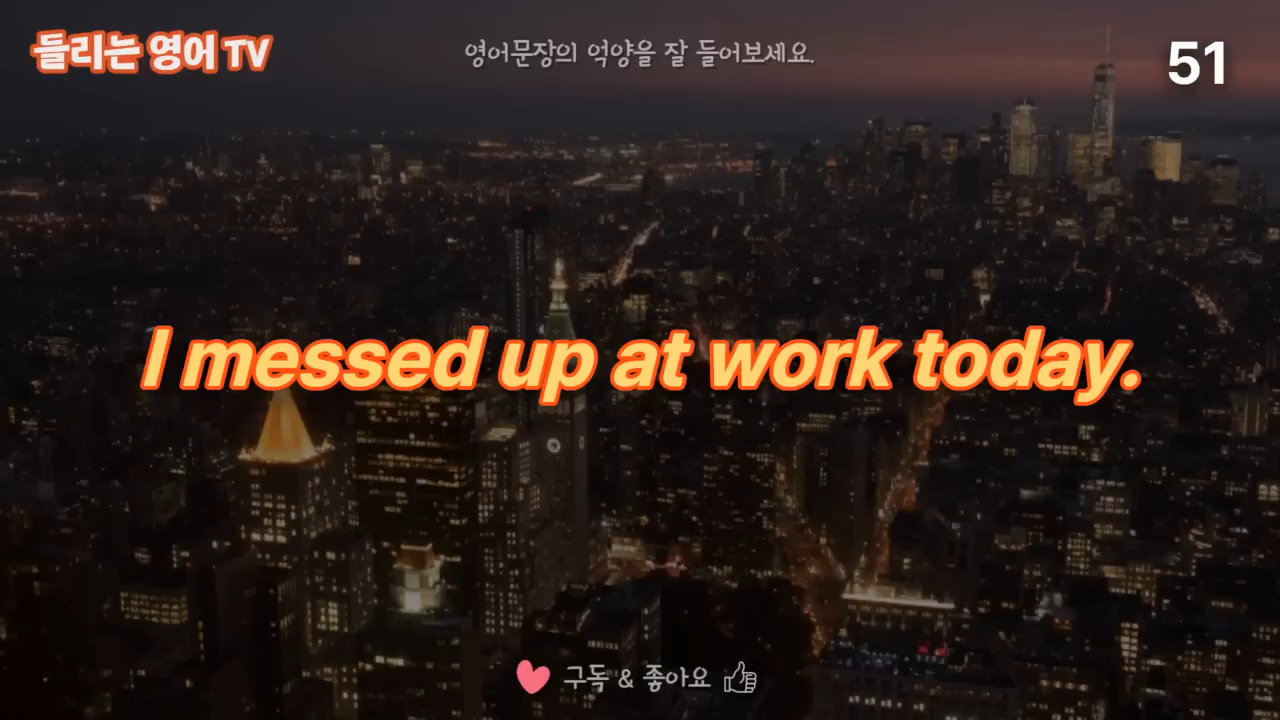 들리는 영어 TV
영어문장의 억양을 잘 들어보세요.
51
I messed up at work today.
구독 & 좋아요